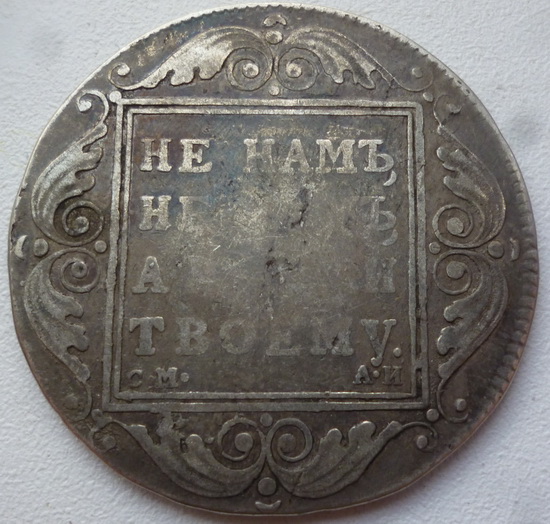 НЕ НАМЪ,
НЕ
А
ТВОЕМУ.
С.М. А.И